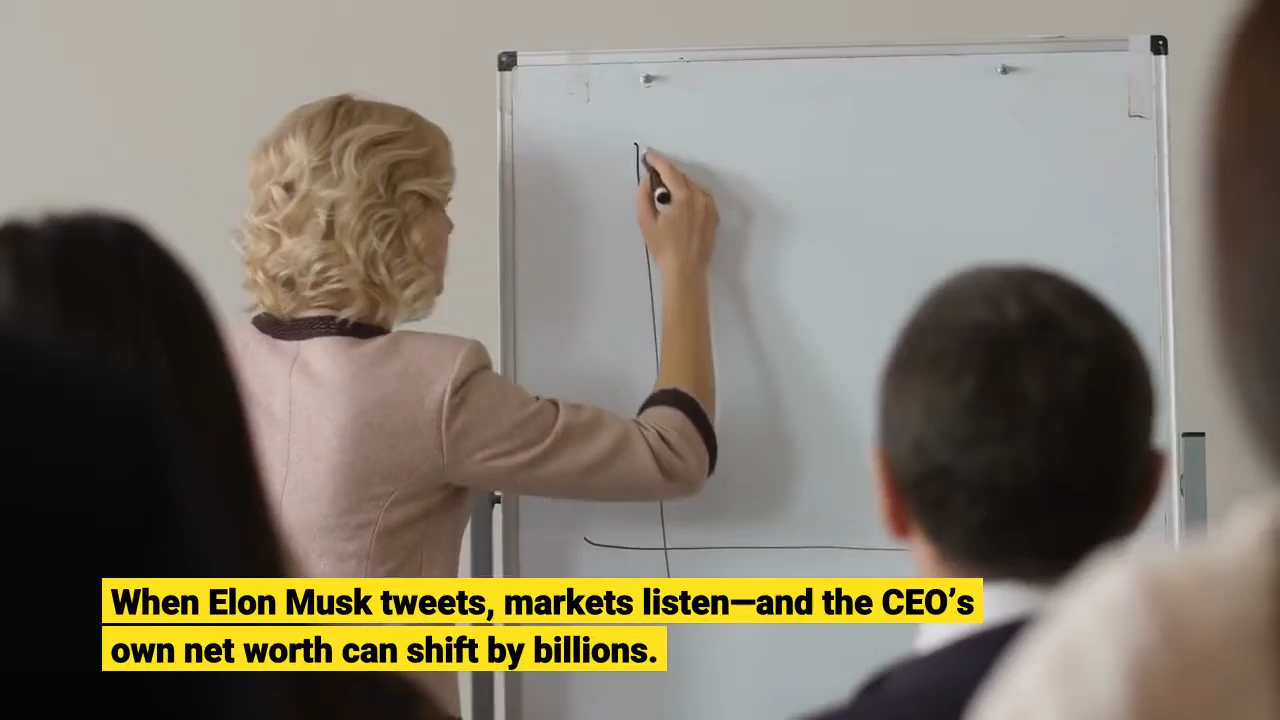 When Elon Musk tweets, markets listen—and the CEO’s
own net worth can shift by billions.